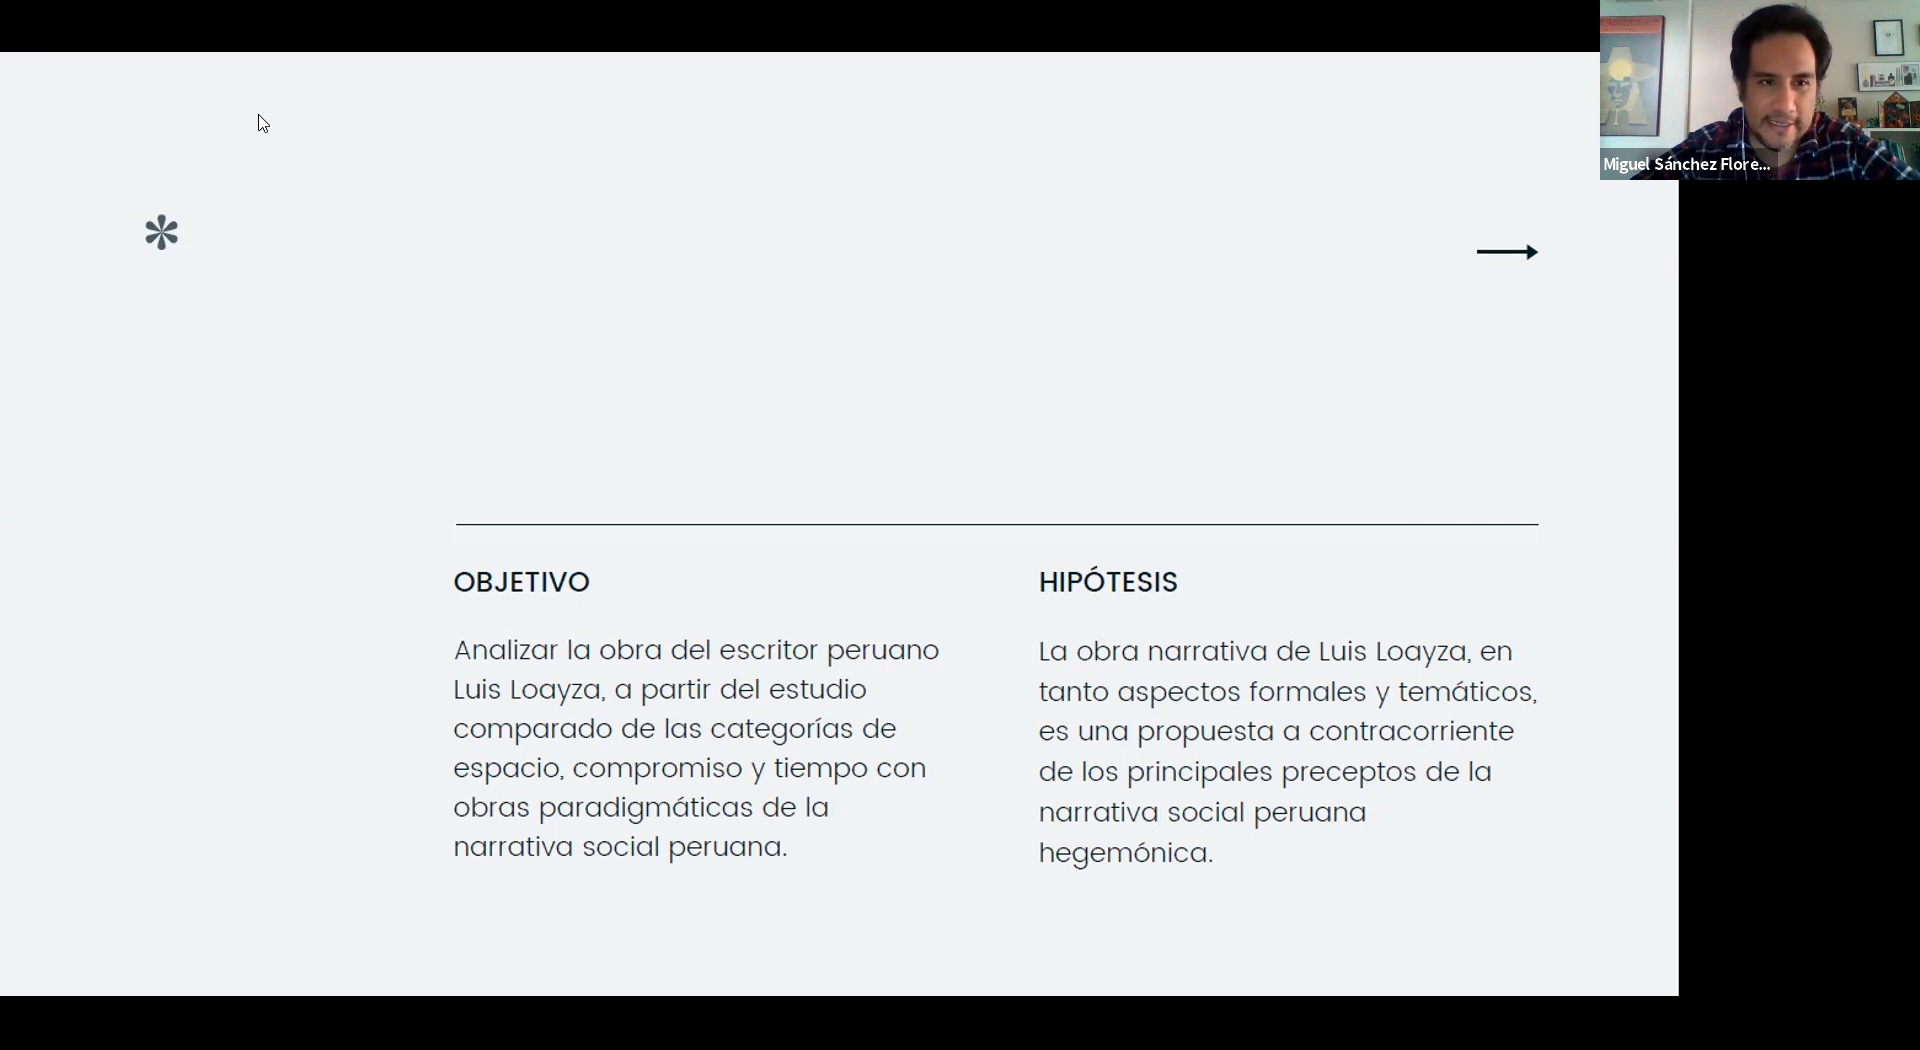 Miguel Sánchez Flore...
OBJETIVO
Analizar la obra del escritor peruano
Luis Loayza, a partir del estudio
comparado de las categorías de
espacio, compromiso y tiempo con
obras paradigmáticas de la
narrativa social peruana.
HIPÓTESIS
La obra narrativa de Luis Loayza, en
tanto aspectos formales y temáticos,
es una propuesta a contracorriente
de los principales preceptos de la
narrativa social peruana
hegemónica.